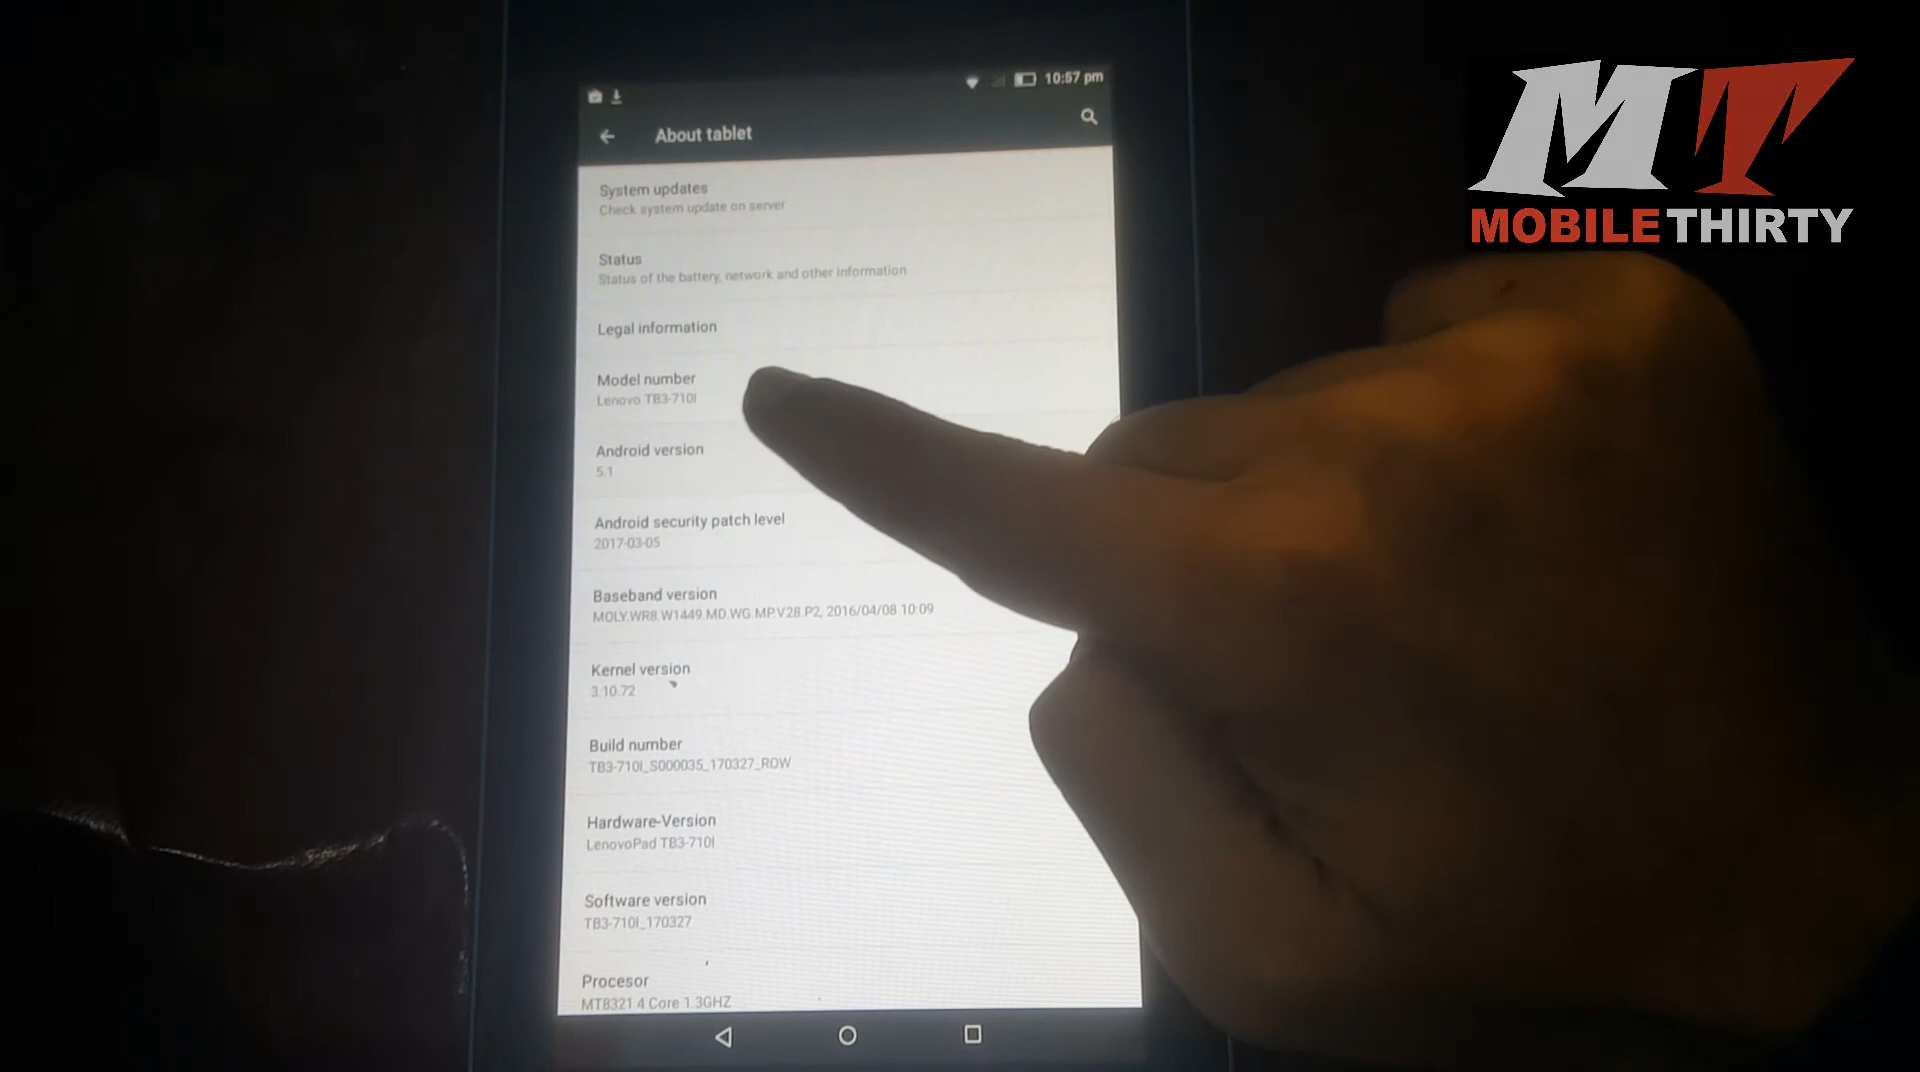 10:57 pm
About tablet
System updates
Check system update on server
Status
Status of the battery, network and other information
Legal information
Model number
Lenovo TB3-710I
Android version
5.1
Android security patch level
2017-03-05
Baseband version
MOLY.WR8.W1449.MD.WG.MP.V28.P2, 2016/04/08 10:09
Kernel version
3.10.72
Build number
TB3-710I_S000035_170327_ROW
Hardware-Version
LenovoPad TB3-710I
Software version
TB3-710I_170327
Procesor
MT8321 4 Core 1.3GHZ
MT
MOBILETHIRTY